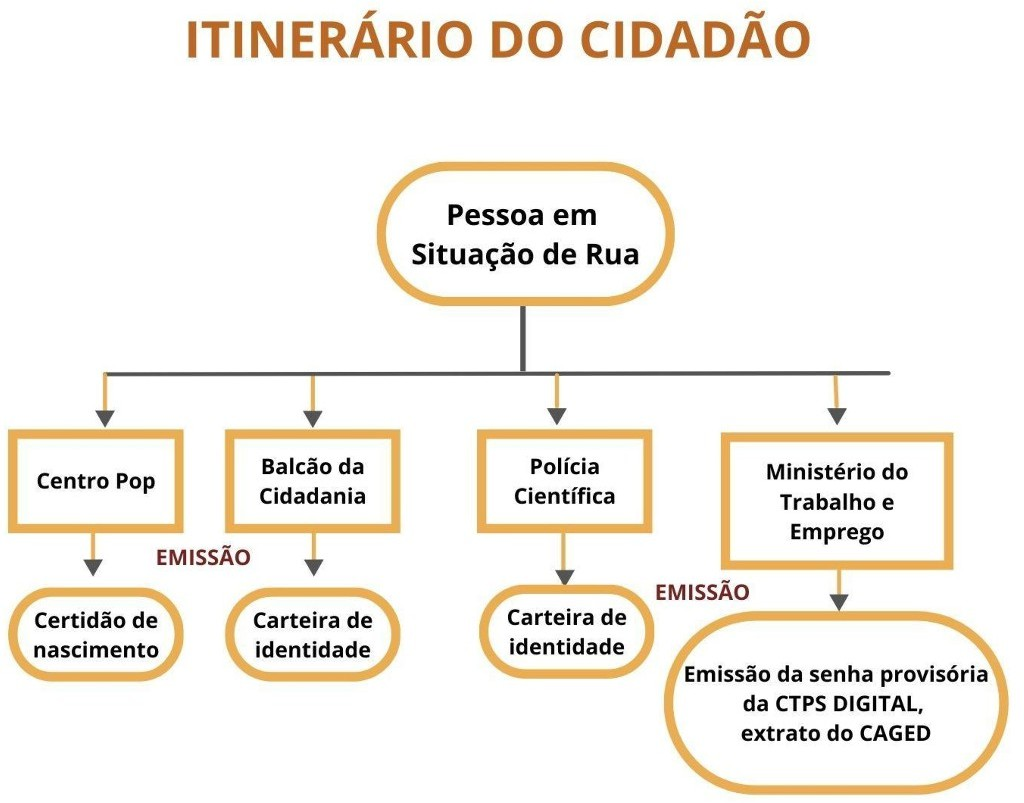 ITINERÁRIO DO CIDADÃO
Pessoa em
Situação de Rua
Centro Pop
Balcão da
Cidadania
Polícia
Científica
Ministério do
Trabalho e
Emprego
EMISSÃO
EMISSÃO
Certidão de
nascimento
Carteira de
identidade
Carteira de
identidade
Emissão da senha provisória
da CTPS DIGITAL,
extrato do CAGED